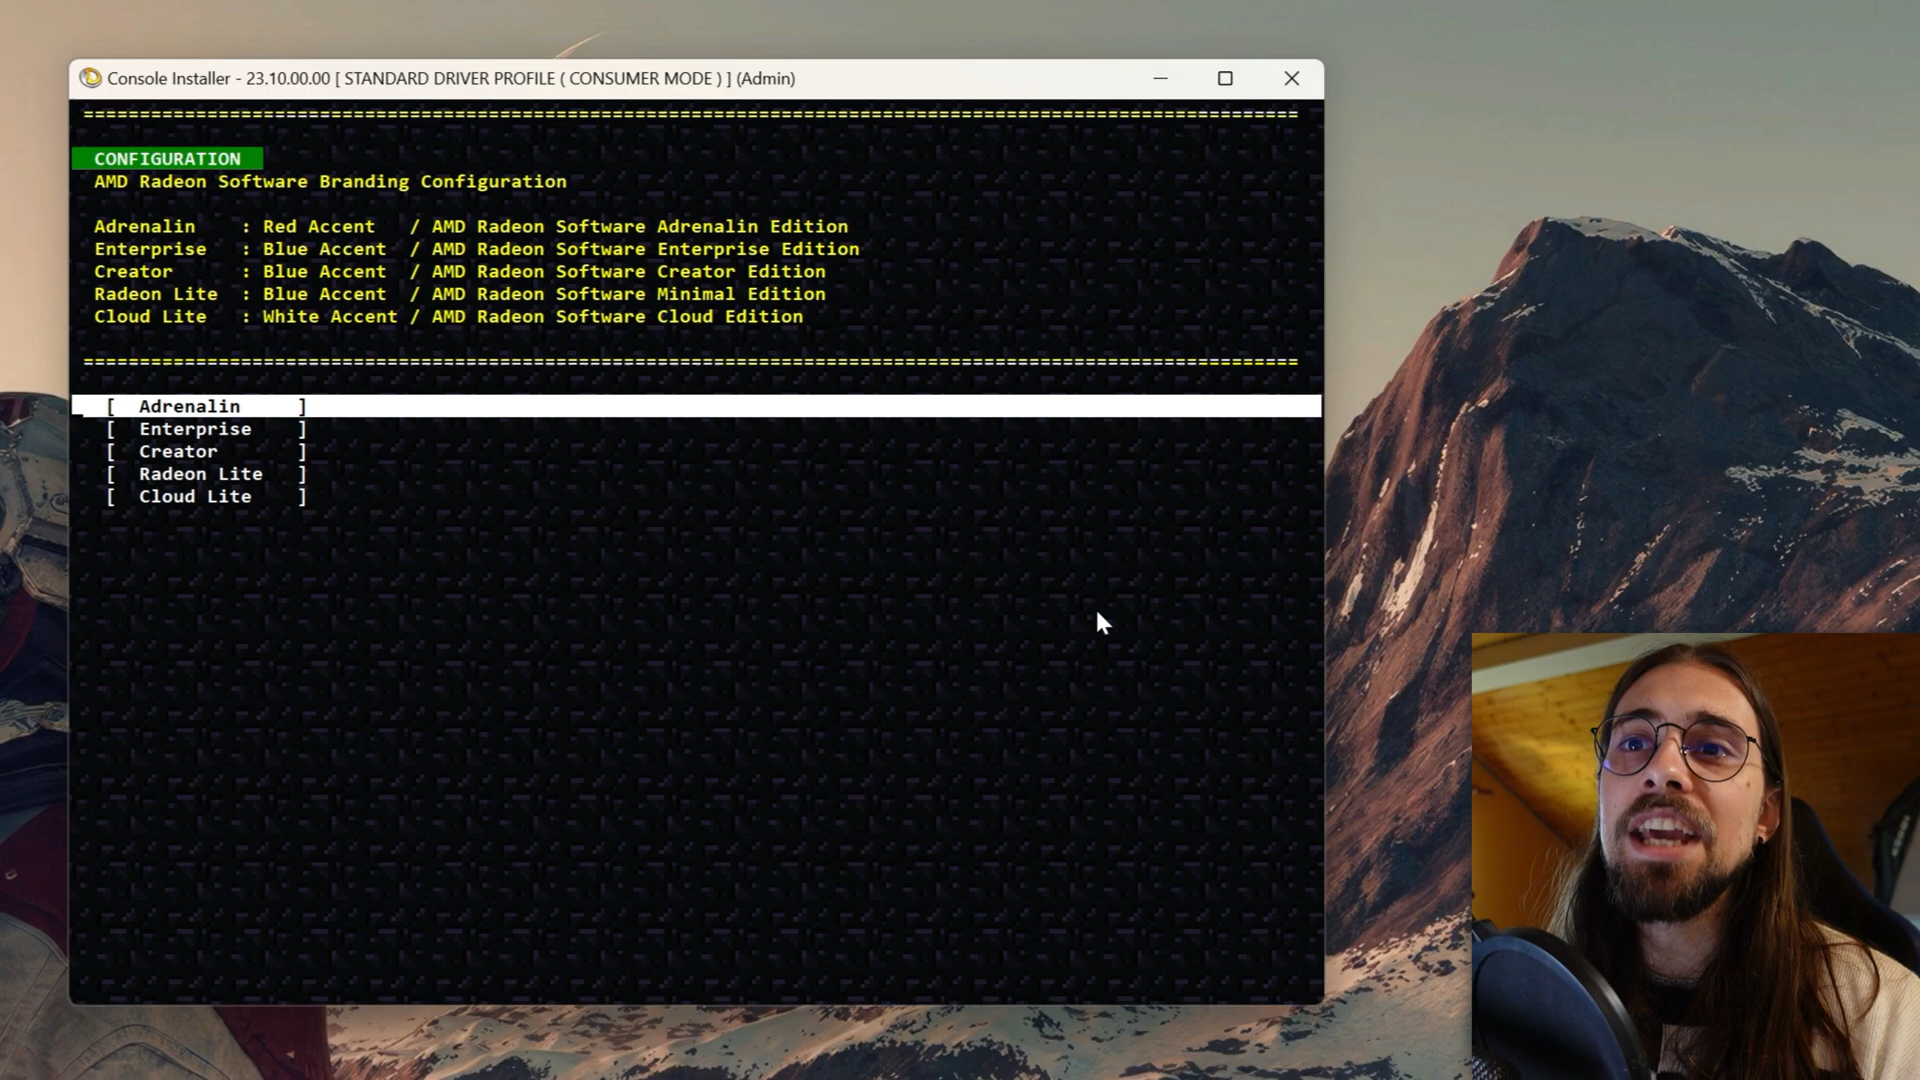 Console Installer - 23.10.00.00 [ STANDARD DRIVER PROFILE ( CONSUMER MODE ) ] (Admin)
============================================================================================================
CONFIGURATION
AMD Radeon Software Branding Configuration
Adrenalin : Red Accent / AMD Radeon Software Adrenalin Edition
Enterprise : Blue Accent / AMD Radeon Software Enterprise Edition
Creator : Blue Accent / AMD Radeon Software Creator Edition
Radeon Lite : Blue Accent / AMD Radeon Software Minimal Edition
Cloud Lite : White Accent / AMD Radeon Software Cloud Edition
============================================================================================================
[ Adrenalin ]
[ Enterprise ]
[ Creator ]
[ Radeon Lite ]
[ Cloud Lite ]